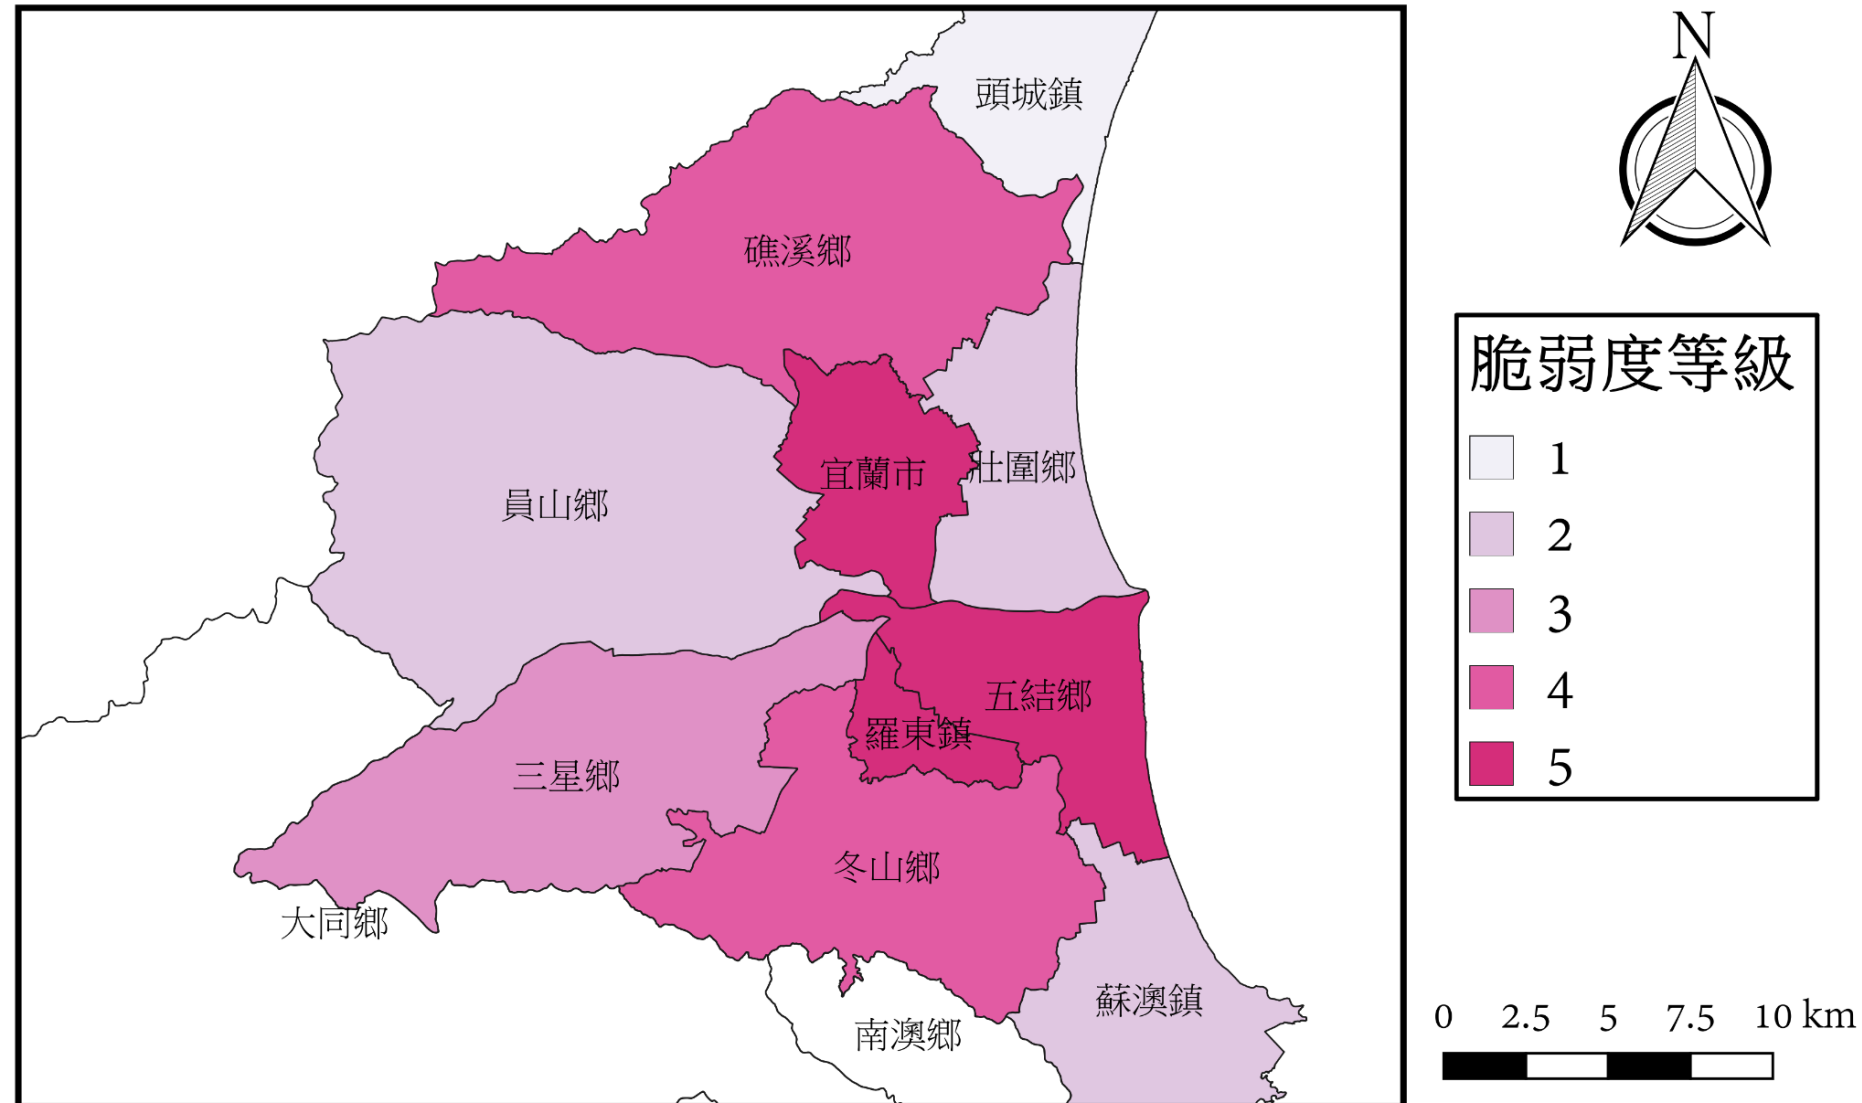 N
頭城鎮
礁溪鄉
宜蘭市
壯圍鄉
員山鄉
五結鄉
羅東鎮
三星鄉
冬山鄉
大同鄉
蘇澳鎮
南澳鄉
脆弱度等級
1
2
3
4
5
0 2.5 5 7.5 10 km